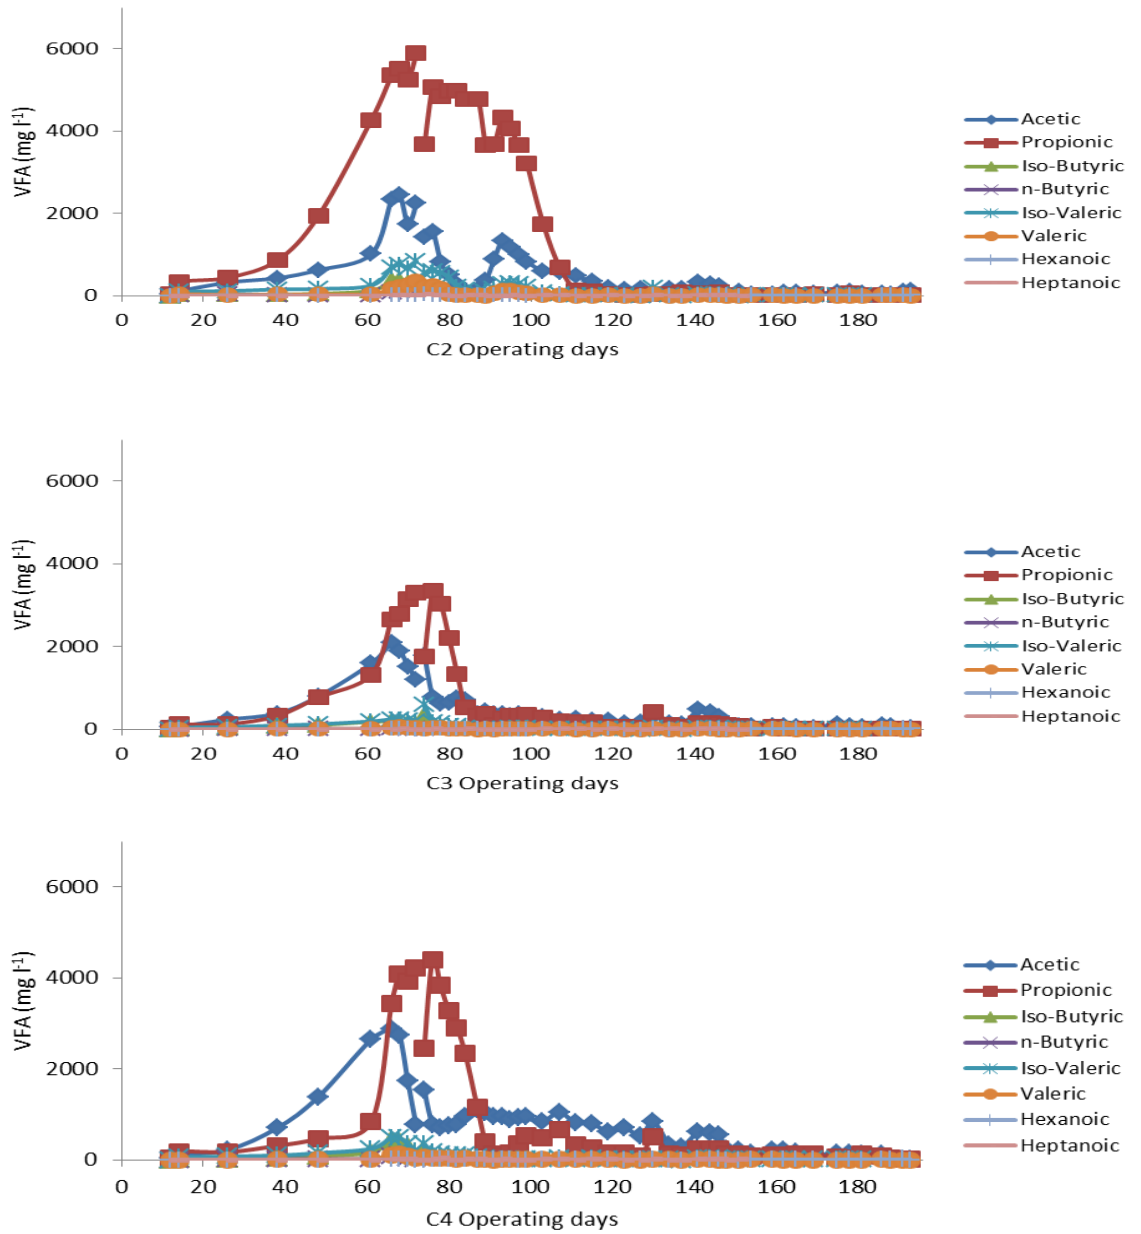 6000
4000
2000
0
VFA (mg l-1)
0 20 40 60 80 100 120 140 160 180
C2 Operating days
Acetic
Propionic
Iso-Butyric
n-Butyric
Iso-Valeric
Valeric
Hexanoic
Heptanoic
6000
4000
2000
0
VFA (mg l-1)
0 20 40 60 80 100 120 140 160 180
C3 Operating days
Acetic
Propionic
Iso-Butyric
n-Butyric
Iso-Valeric
Valeric
Hexanoic
Heptanoic
6000
4000
2000
0
VFA (mg l-1)
0 20 40 60 80 100 120 140 160 180
C4 Operating days
Acetic
Propionic
Iso-Butyric
n-Butyric
Iso-Valeric
Valeric
Hexanoic
Heptanoic